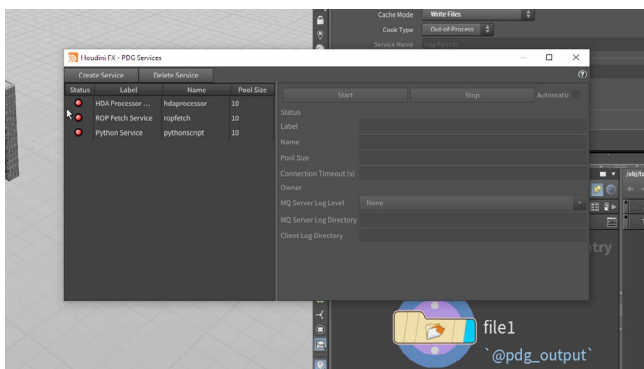 Cache Mode Write Files
Cook Type Out-of-Process
Service Name ropfetch
Houdini FX - PDG Services
Create Service Delete Service
Status Label Name Pool Size
HDA Processor ... hdaprocessor 10
ROP Fetch Service ropfetch 10
Python Service pythonscript 10
Start Stop Automatic
Status
Label
Name
Pool Size
Connection Timeout (s)
Owner
MQ Server Log Level None
MQ Server Log Directory
Client Log Directory
file1
`@pdg_output`